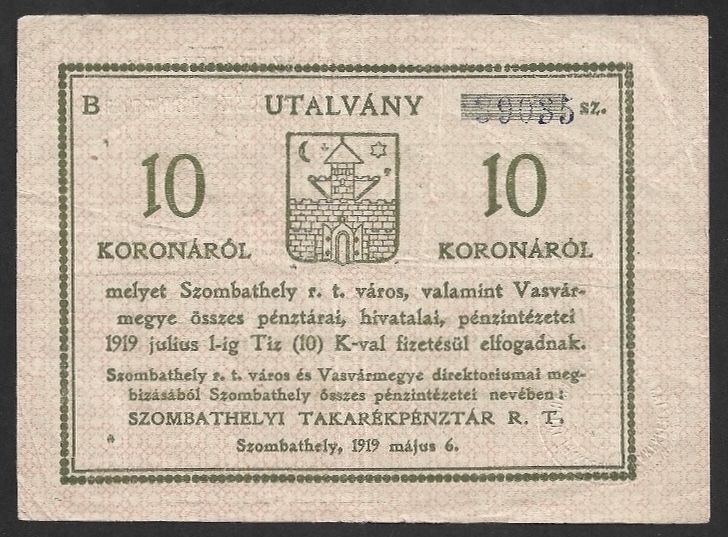 B UTALVÁNY 39035 sz.
10 10
KORONÁRÓL KORONÁRÓL
melyet Szombathely r. t. város, valamint Vasvár-
megye összes pénztárai, hivatalai, pénzintézetei
1919 julius 1-ig Tiz (10) K-val fizetésül elfogadnak.
Szombathely r. t. város és Vasvármegye direktoriumai meg-
bizásából Szombathely összes pénzintézetei nevében:
SZOMBATHELYI TAKARÉKPÉNZTÁR R. T.
Szombathely, 1919 május 6.